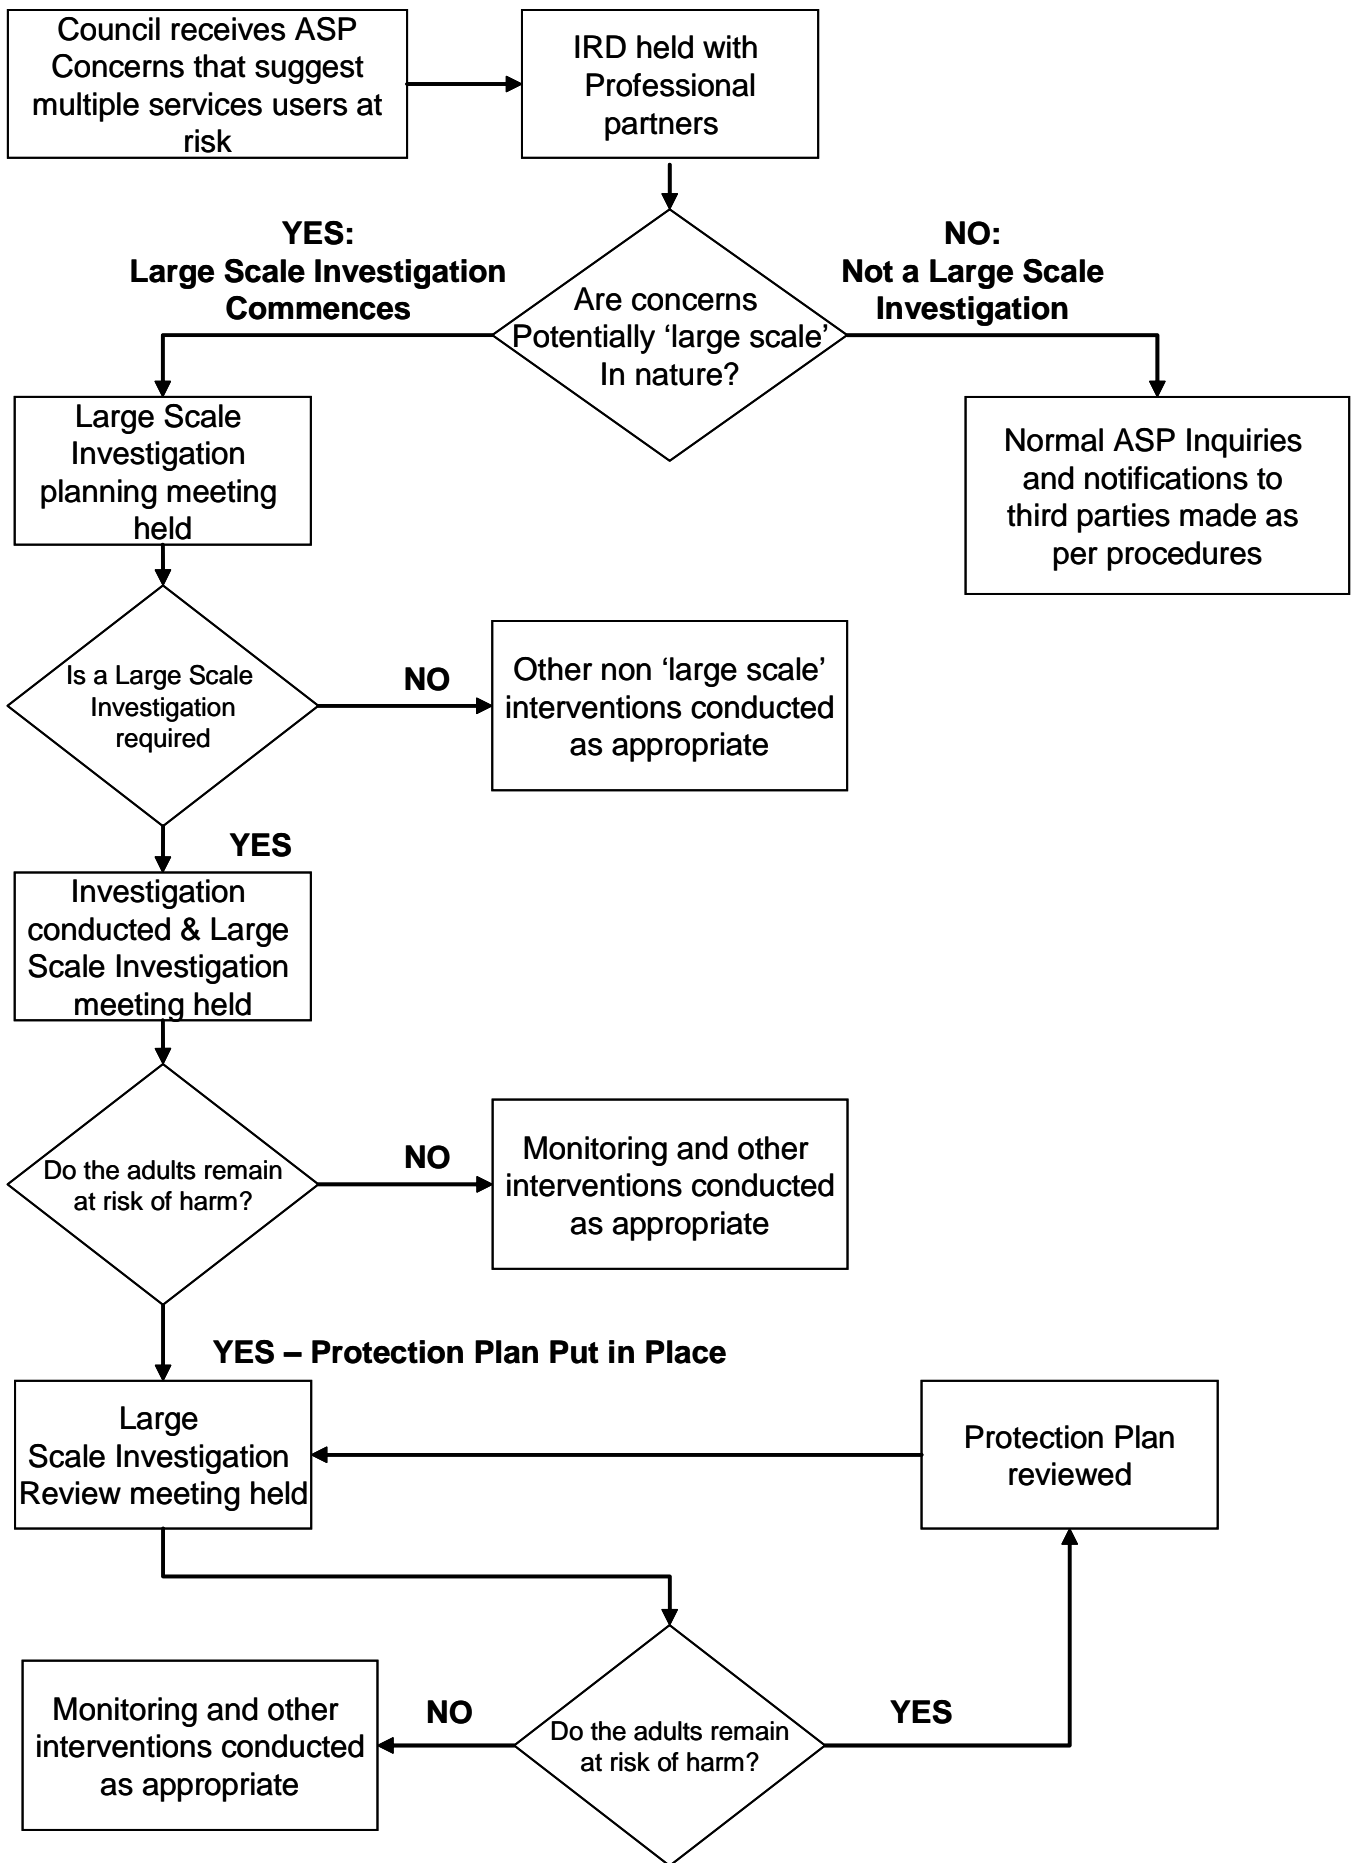 Council receives ASP
Concerns that suggest
multiple services users at
risk
IRD held with
Professional
partners
YES:
Large Scale Investigation
Commences
NO:
Not a Large Scale
Investigation
Are concerns
Potentially ‘large scale’
In nature?
Large Scale
Investigation
planning meeting
held
Normal ASP Inquiries
and notifications to
third parties made as
per procedures
Is a Large Scale
Investigation
required
NO
Other non ‘large scale’
interventions conducted
as appropriate
YES
Investigation
conducted & Large
Scale Investigation
meeting held
Do the adults remain
at risk of harm?
NO
Monitoring and other
interventions conducted
as appropriate
YES – Protection Plan Put in Place
Large
Scale Investigation
Review meeting held
Protection Plan
reviewed
Monitoring and other
interventions conducted
as appropriate
NO
Do the adults remain
at risk of harm?
YES